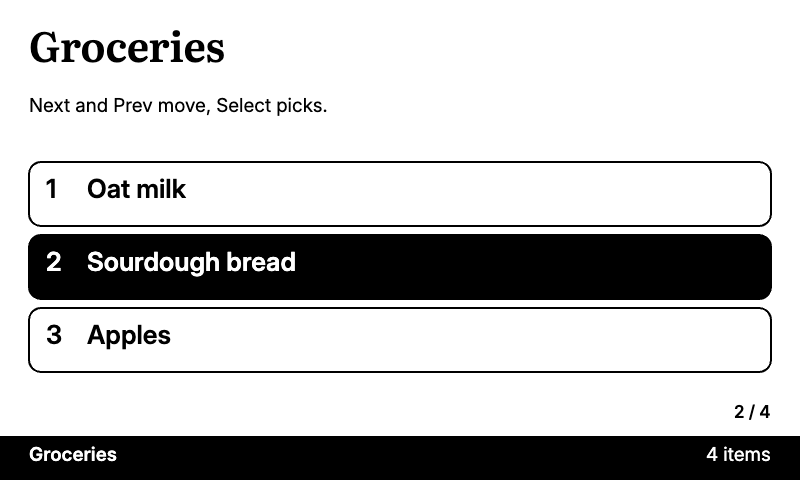 Groceries
Next and Prev move, Select picks.
1 Oat milk
2 Sourdough bread
3 Apples
2 / 4
Groceries 4 items